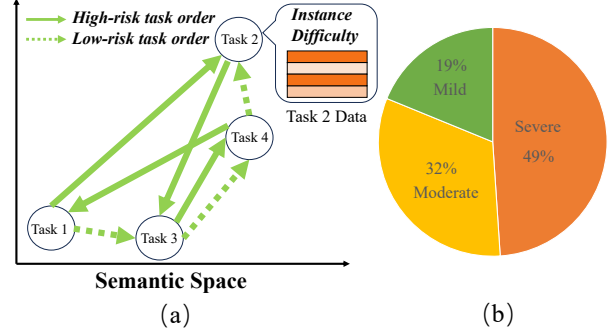 High-risk task order
Low-risk task order
Instance
Difficulty
Task 2 Data
Task 2
Task 4
Task 1
Task 3
Semantic Space
(a)
19%
Mild
Severe
49%
32%
Moderate
(b)